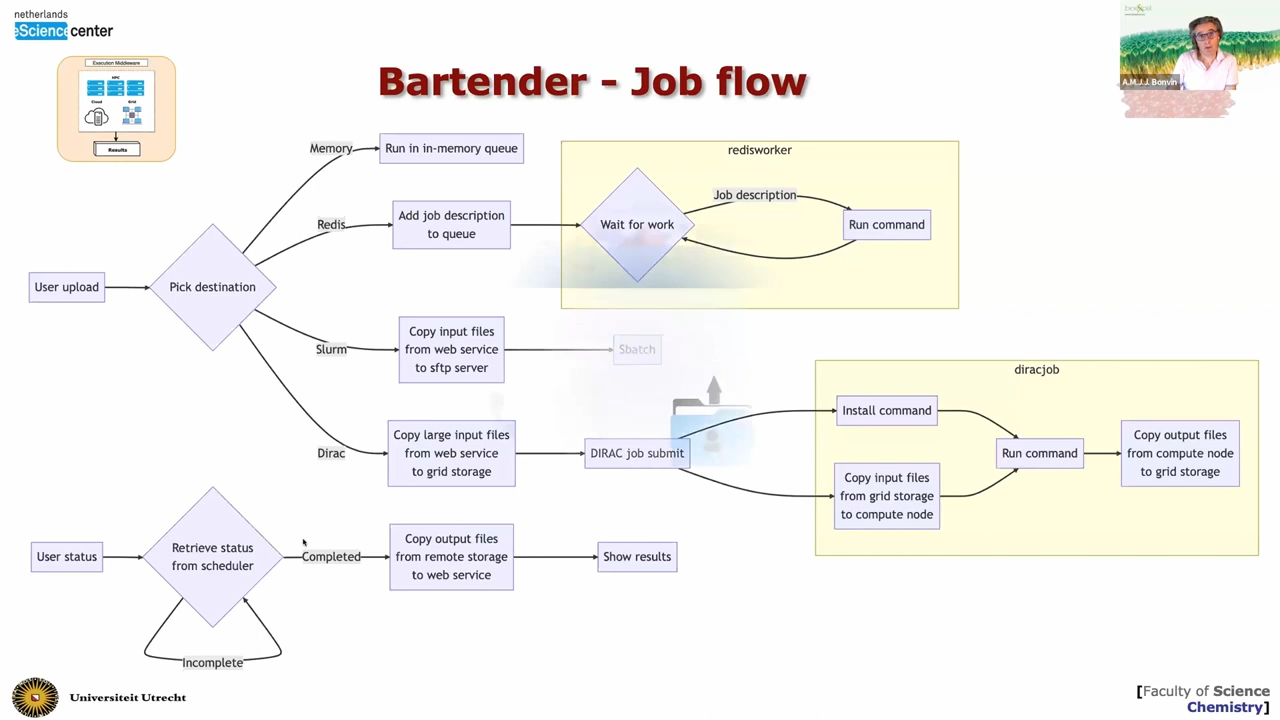 netherlands
eScience center
Execution Middleware
HPC
Cloud
Grid
Results
Bartender - Job flow
A.M.J.J. Bonvin
User upload
Pick destination
Memory
Run in in-memory queue
Redis
Add job description
to queue
redisworker
Wait for work
Job description
Run command
Slurm
Copy input files
from web service
to sftp server
Sbatch
Dirac
Copy large input files
from web service
to grid storage
DIRAC job submit
diracjob
Install command
Copy input files
from grid storage
to compute node
Run command
Copy output files
from compute node
to grid storage
User status
Retrieve status
from scheduler
Completed
Copy output files
from remote storage
to web service
Show results
Incomplete
Universiteit Utrecht
[Faculty of Science
Chemistry]